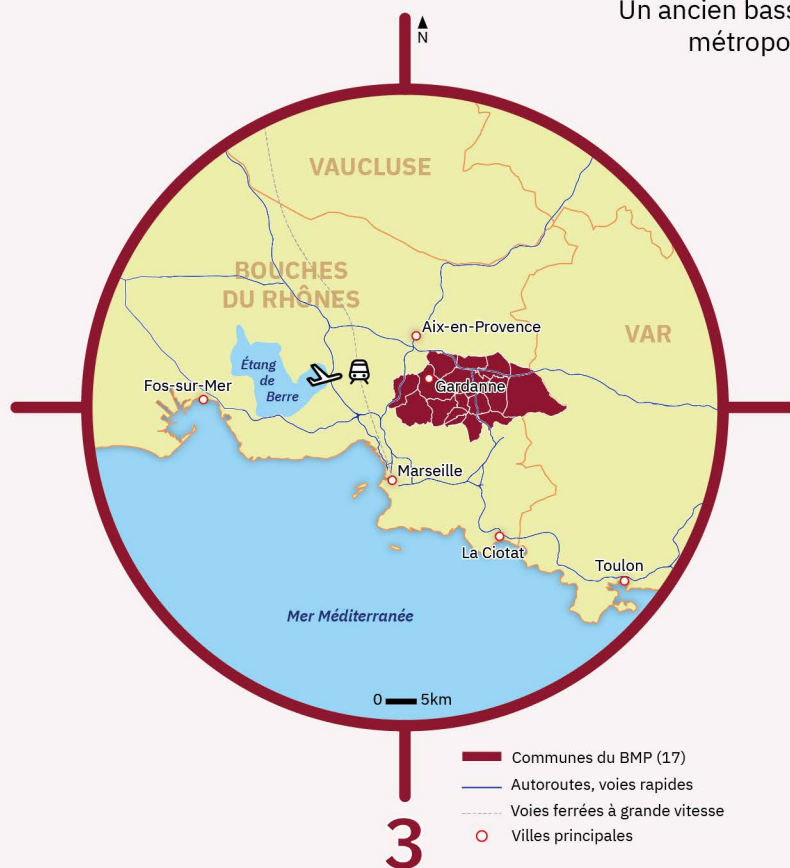 Un ancien bass
métropo
N
VAUCLUSE
BOUCHES
DU RHÔNES
VAR
Aix-en-Provence
Étang
de
Berre
Fos-sur-Mer
Gardanne
Marseille
La Ciotat
Toulon
Mer Méditerranée
0 5km
Communes du BMP (17)
Autoroutes, voies rapides
Voies ferrées à grande vitesse
Villes principales
3